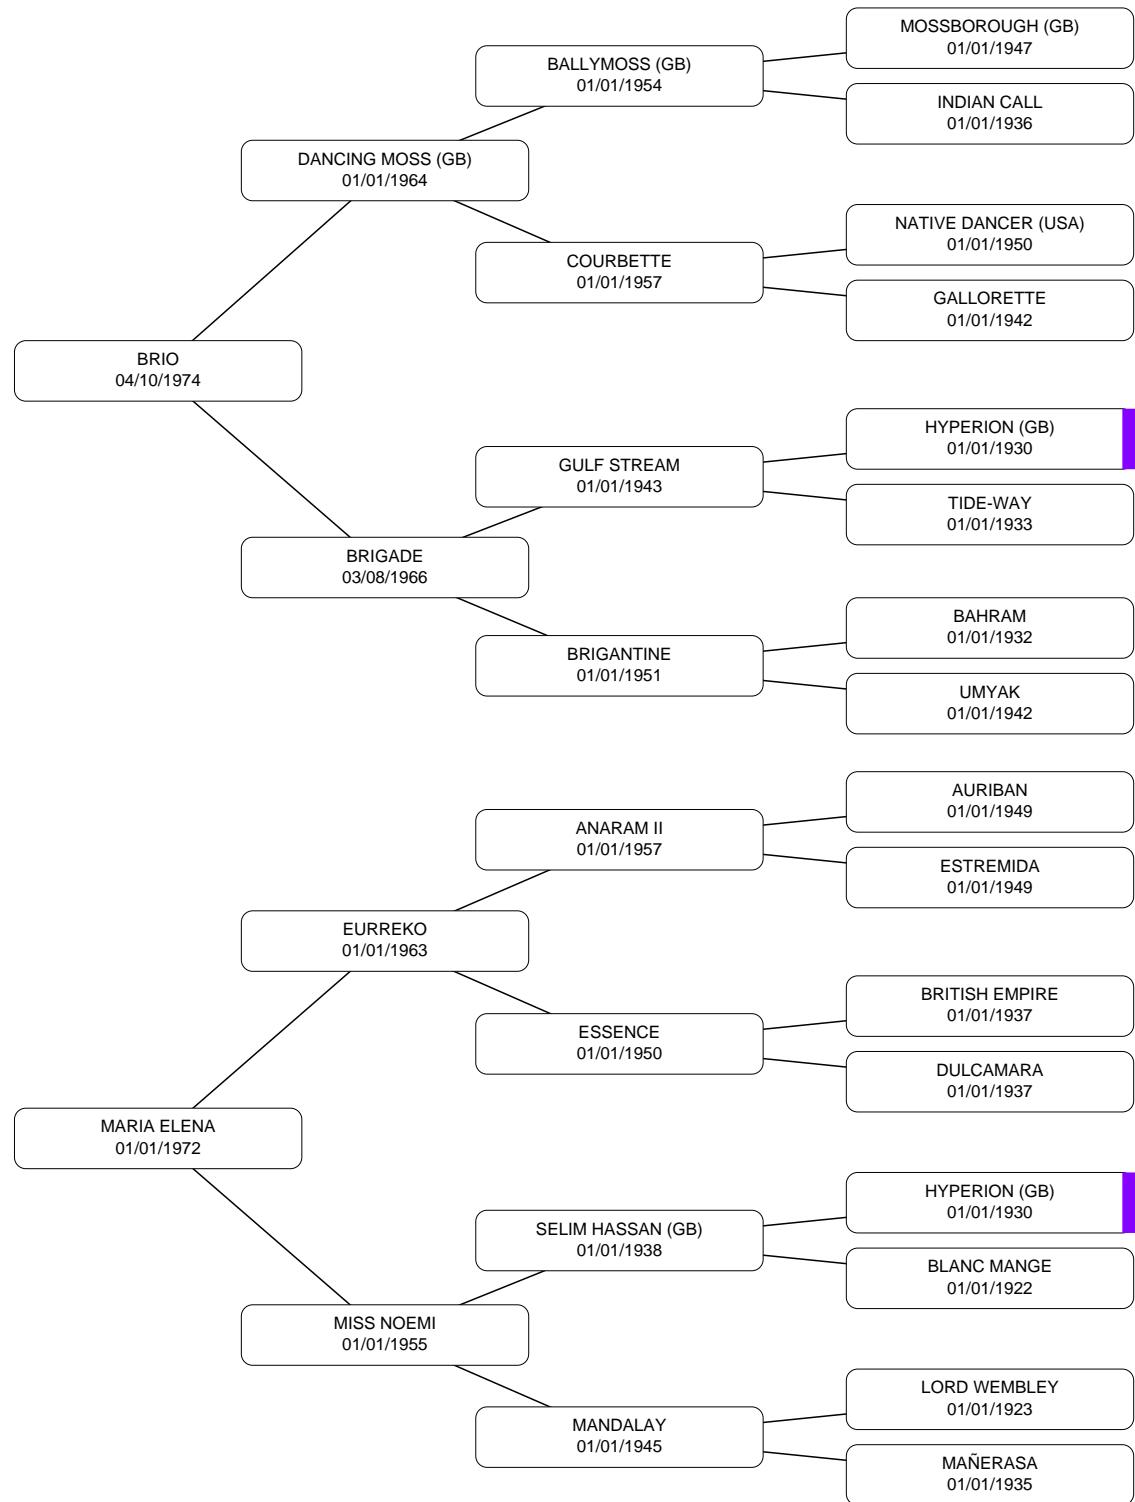 MOSSBOROUGH (GB)
01/01/1947
BALLYMOSS (GB)
01/01/1954
INDIAN CALL
01/01/1936
DANCING MOSS (GB)
01/01/1964
NATIVE DANCER (USA)
01/01/1950
COURBETTE
01/01/1957
GALLORETTE
01/01/1942
BRIO
04/10/1974
HYPERION (GB)
01/01/1930
GULF STREAM
01/01/1943
TIDE-WAY
01/01/1933
BRIGADE
03/08/1966
BAHRAM
01/01/1932
BRIGANTINE
01/01/1951
UMYAK
01/01/1942
AURIBAN
01/01/1949
ANARAM II
01/01/1957
ESTREMIDA
01/01/1949
EURREKO
01/01/1963
BRITISH EMPIRE
01/01/1937
ESSENCE
01/01/1950
DULCAMARA
01/01/1937
MARIA ELENA
01/01/1972
HYPERION (GB)
01/01/1930
SELIM HASSAN (GB)
01/01/1938
BLANC MANGE
01/01/1922
MISS NOEMI
01/01/1955
LORD WEMBLEY
01/01/1923
MANDALAY
01/01/1945
MAÑERASA
01/01/1935